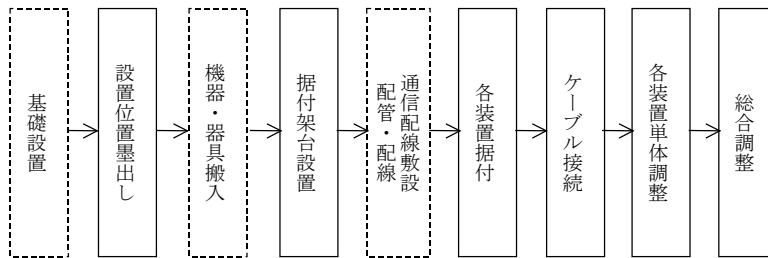 基礎設置
設置位置墨出し
機器・器具搬入
据付架台設置
通信配線敷設
配管・配線
各装置据付
ケーブル接続
各装置単体調整
総合調整